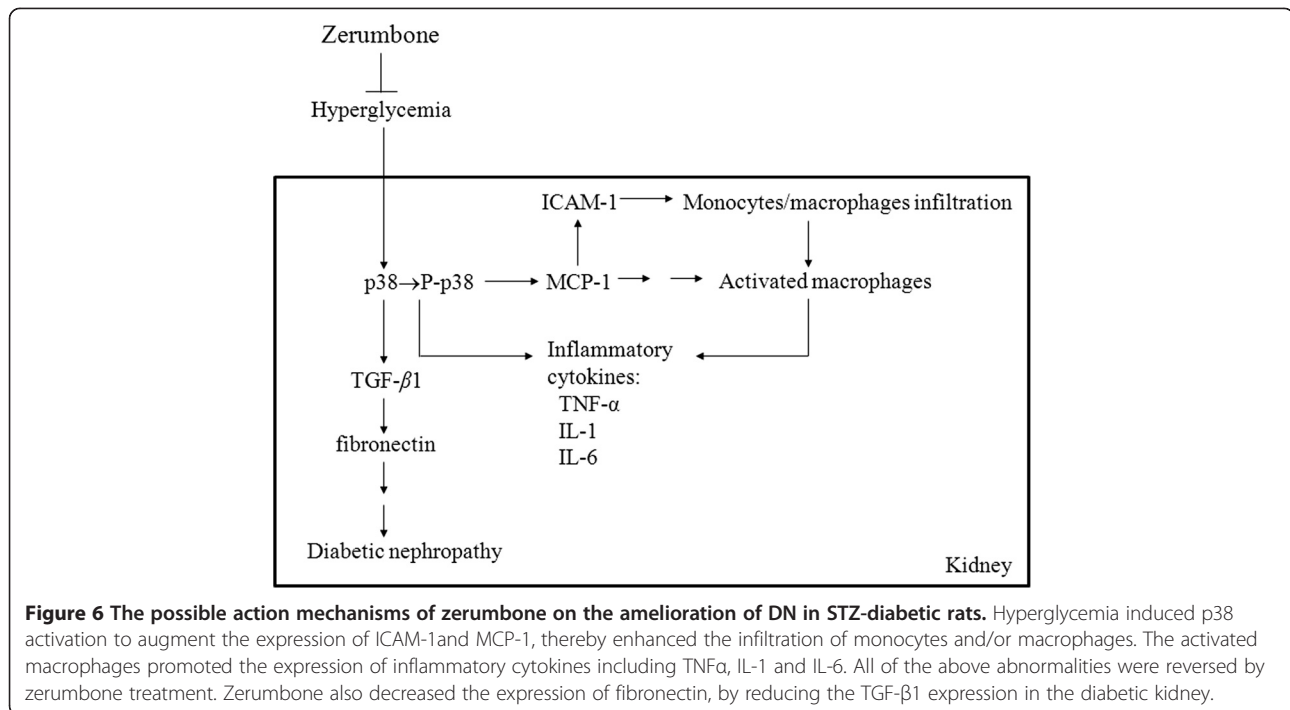 Zerumbone
Hyperglycemia
ICAM-1 → Monocytes/macrophages infiltration
p38→P-p38 → MCP-1 → → Activated macrophages
Inflammatory
cytokines:
TNF-α
IL-1
IL-6
TGF-β1
fibronectin
Diabetic nephropathy
Kidney
Figure 6 The possible action mechanisms of zerumbone on the amelioration of DN in STZ-diabetic rats. Hyperglycemia induced p38
activation to augment the expression of ICAM-1and MCP-1, thereby enhanced the infiltration of monocytes and/or macrophages. The activated
macrophages promoted the expression of inflammatory cytokines including TNFα, IL-1 and IL-6. All of the above abnormalities were reversed by
zerumbone treatment. Zerumbone also decreased the expression of fibronectin, by reducing the TGF-β1 expression in the diabetic kidney.